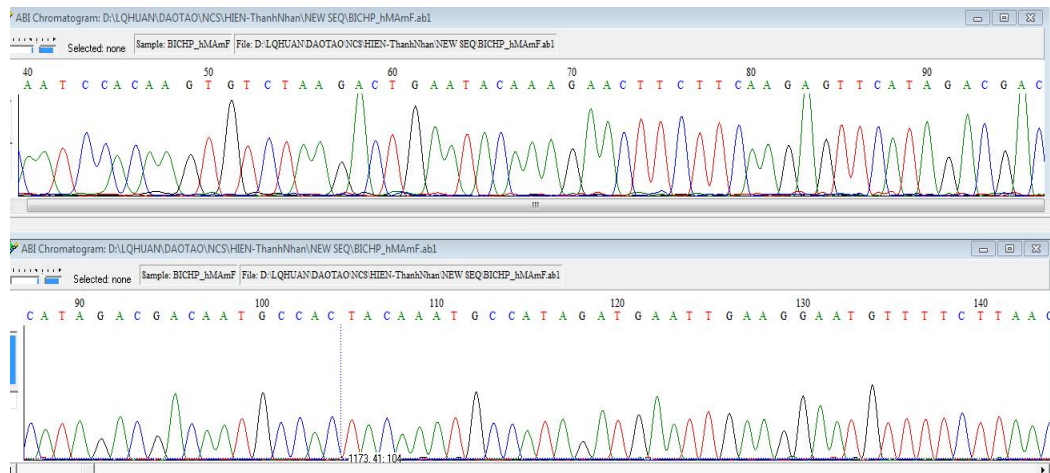 ABI Chromatogram: D:\LQHUAN\DAOTAO\NCS\HIEN-ThanhNhan\NEW SEQ\BICHP_hMAmF.ab1
Selected: none Sample: BICHP_hMAmF File: D:\LQHUAN\DAOTAO\NCS\HIEN-ThanhNhan\NEW SEQ\BICHP_hMAmF.ab1
40 50 60 70 80 90
A A T C C A C A A G T G T C T A A G A C T G A A T A C A A A G A A C T T C T T C A A G A G T T C A T A G A C G A C
ABI Chromatogram: D:\LQHUAN\DAOTAO\NCS\HIEN-ThanhNhan\NEW SEQ\BICHP_hMAmF.ab1
Selected: none Sample: BICHP_hMAmF File: D:\LQHUAN\DAOTAO\NCS\HIEN-ThanhNhan\NEW SEQ\BICHP_hMAmF.ab1
90 100 110 120 130 140
C A T A G A C G A C A A T G C C A C T A C A A A T G C C A T A G A T G A A T T G A A G G A A T G T T T T C T T A A C
1173, 41: 104